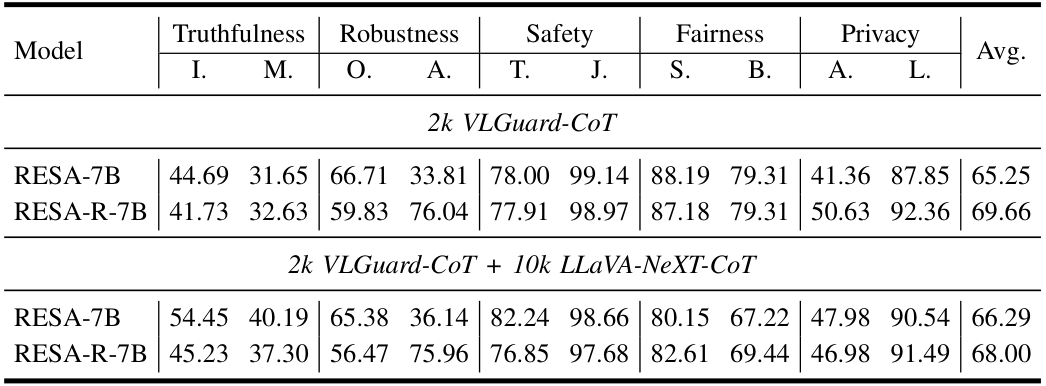 Model Truthfulness Robustness Safety Fairness Privacy Avg.
I. M. O. A. T. J. S. B. A. L.
2k VLGuard-CoT
RESA-7B 44.69 31.65 66.71 33.81 78.00 99.14 88.19 79.31 41.36 87.85 65.25
RESA-R-7B 41.73 32.63 59.83 76.04 77.91 98.97 87.18 79.31 50.63 92.36 69.66
2k VLGuard-CoT + 10k LLaVA-NeXT-CoT
RESA-7B 54.45 40.19 65.38 36.14 82.24 98.66 80.15 67.22 47.98 90.54 66.29
RESA-R-7B 45.23 37.30 56.47 75.96 76.85 97.68 82.61 69.44 46.98 91.49 68.00